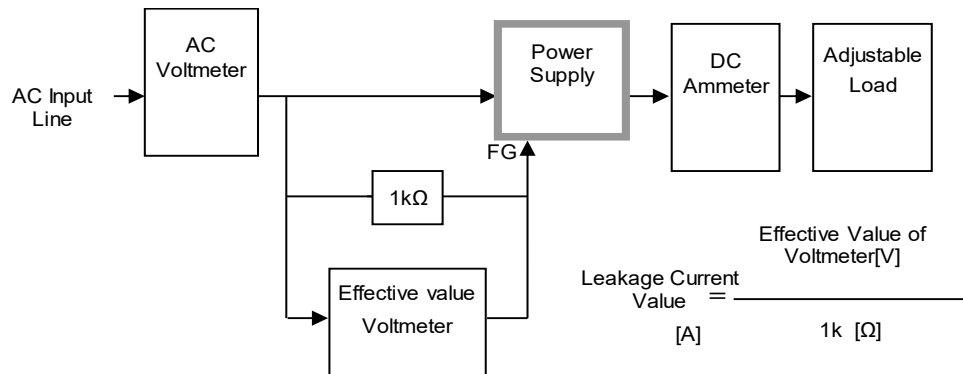 AC Input
Line
AC
Voltmeter
Power
Supply
DC
Ammeter
Adjustable
Load
FG
1kΩ
Effective value
Voltmeter
Leakage Current
Value
[A]
=
Effective Value of
Voltmeter[V]
1k [Ω]